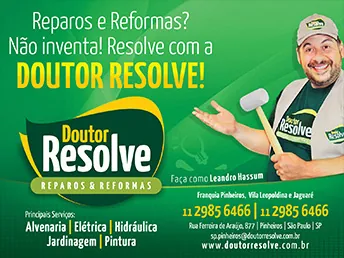 Reparos e Reformas?
Não inventa! Resolve com a
DOUTOR RESOLVE!
Doutor
Resolve
REPAROS & REFORMAS
Doutor
Resolve
Faça como Leandro Hassum
Principais Serviços:
Alvenaria | Elétrica | Hidráulica
Jardinagem | Pintura
Franquia Pinheiros, Vila Leopoldina e Jaguaré
11 2985 6466 | 11 2985 6466
Rua Ferreira de Araújo, 877 | Pinheiros | São Paulo | SP
sp.pinheiros@doutorresolve.com.br
www.doutorresolve.com.br